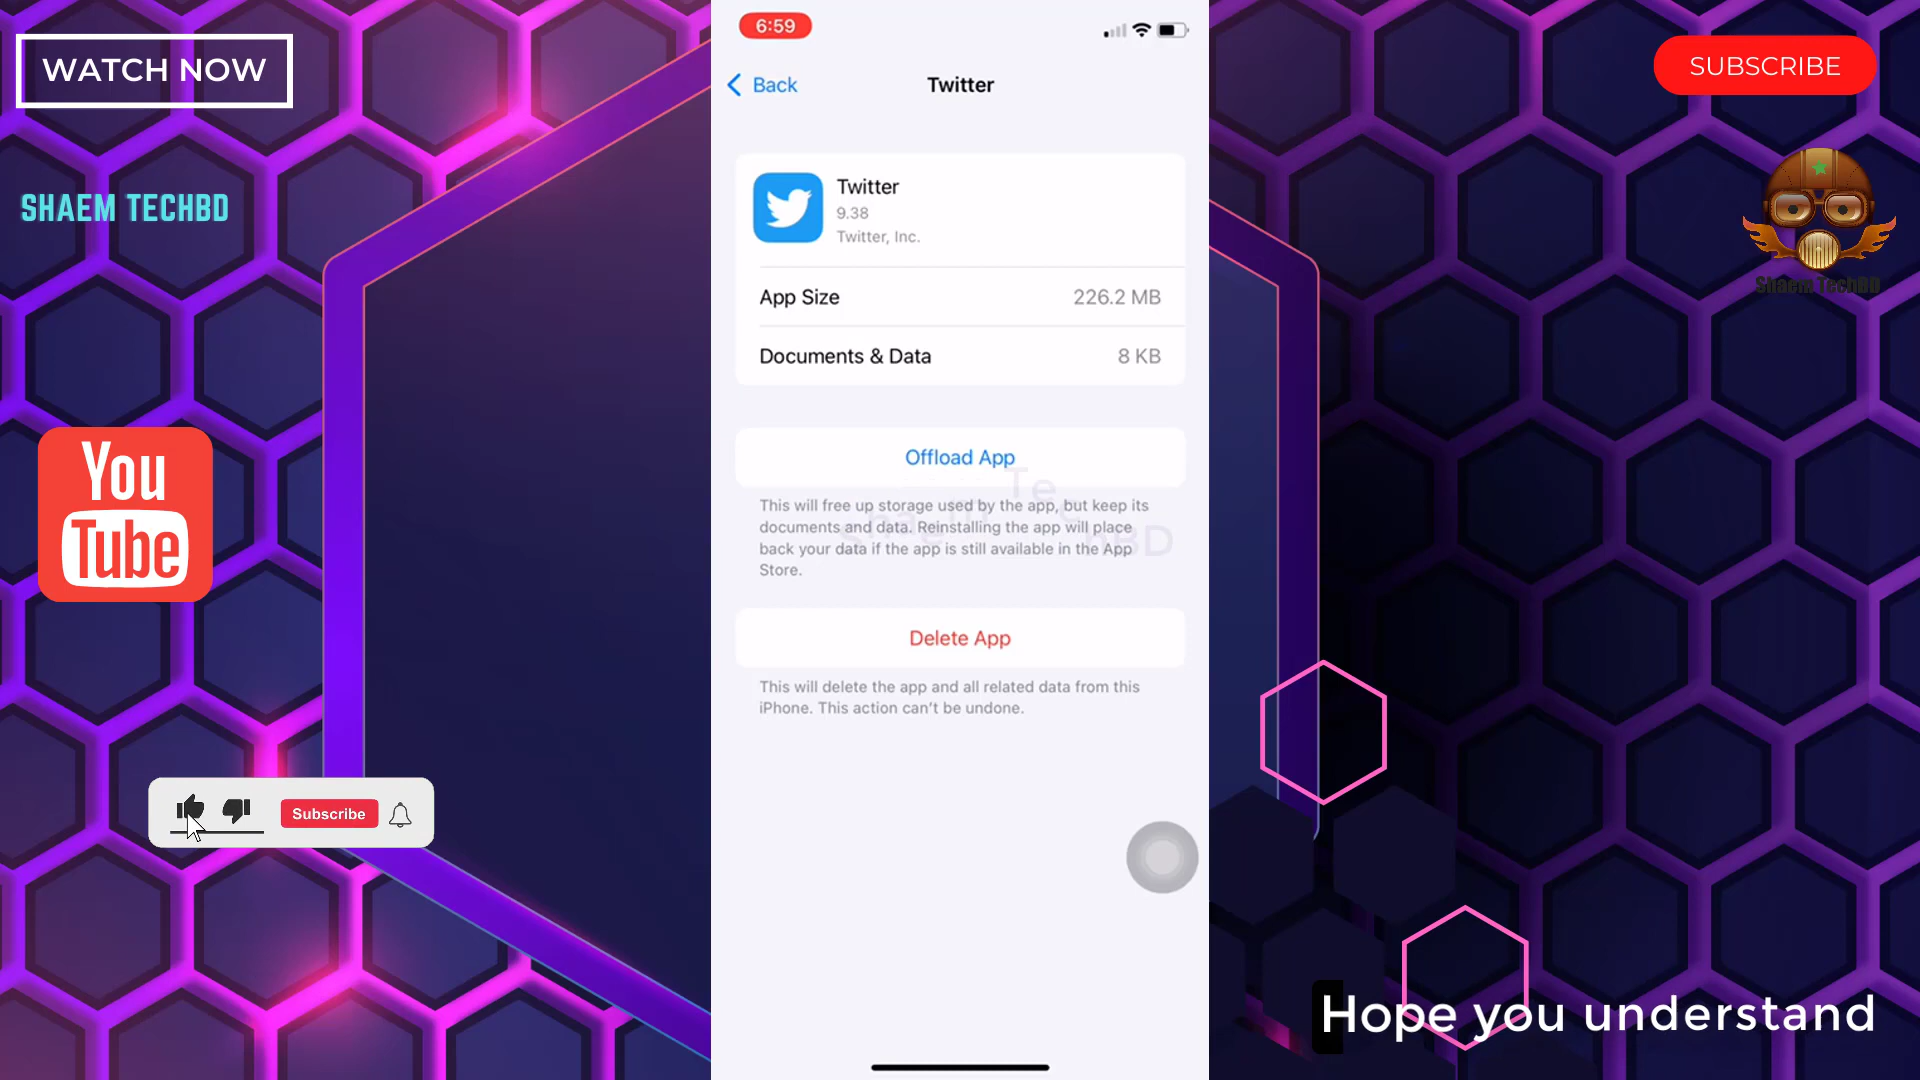 WATCH NOW
SHAEM TECHBD
You
Tube
Subscribe
6:59
Back
Twitter
Twitter
9.38
Twitter, Inc.
App Size
226.2 MB
Documents & Data
8 KB
Offload App
This will free up storage used by the app, but keep its
documents and data. Reinstalling the app will place
back your data if the app is still available in the App
Store.
Shaem TechBD
Delete App
This will delete the app and all related data from this
iPhone. This action can't be undone.
SUBSCRIBE
Shaem TechBD
Hope you understand